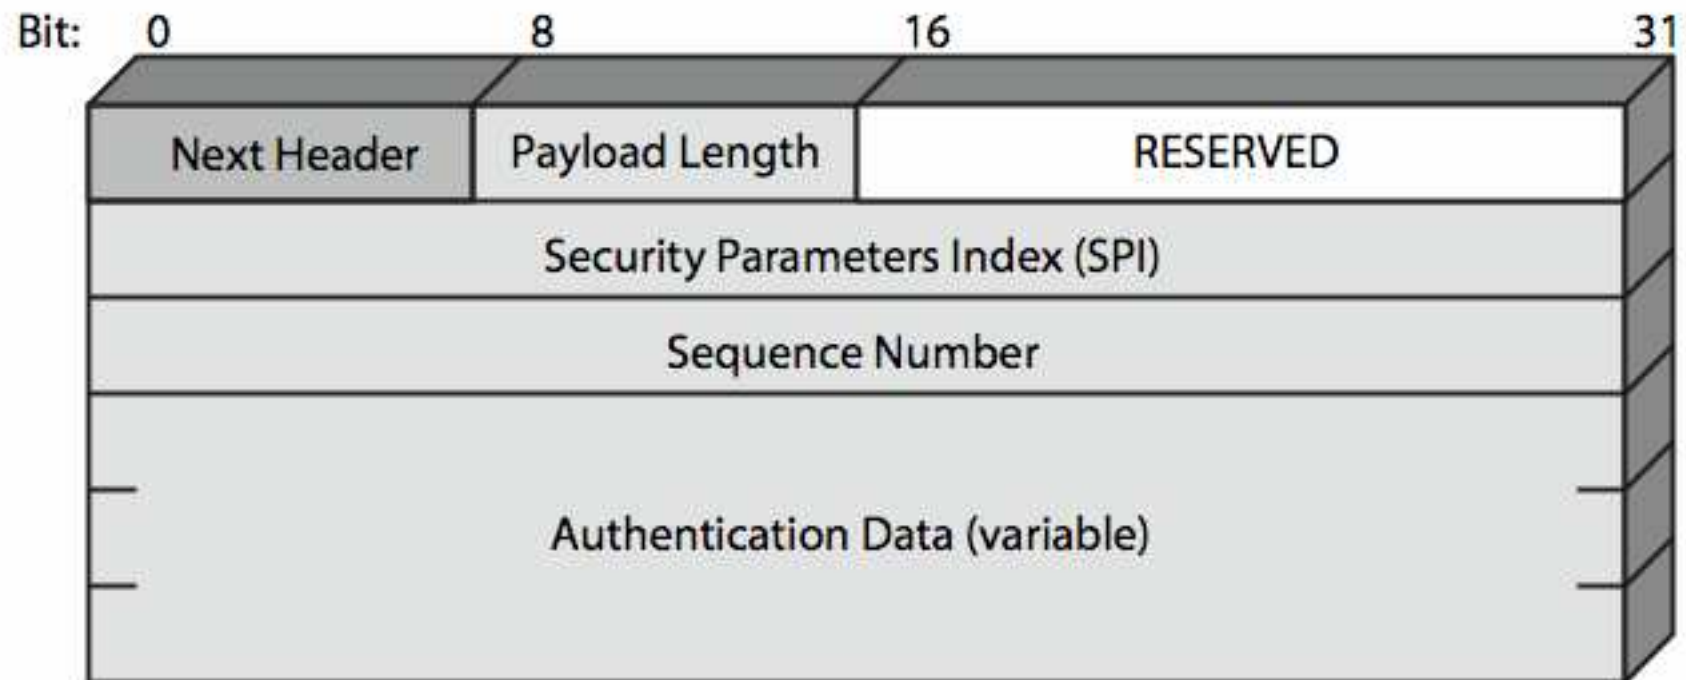 Bit: 0 8 16 31
Next Header Payload Length RESERVED
Security Parameters Index (SPI)
Sequence Number
Authentication Data (variable)